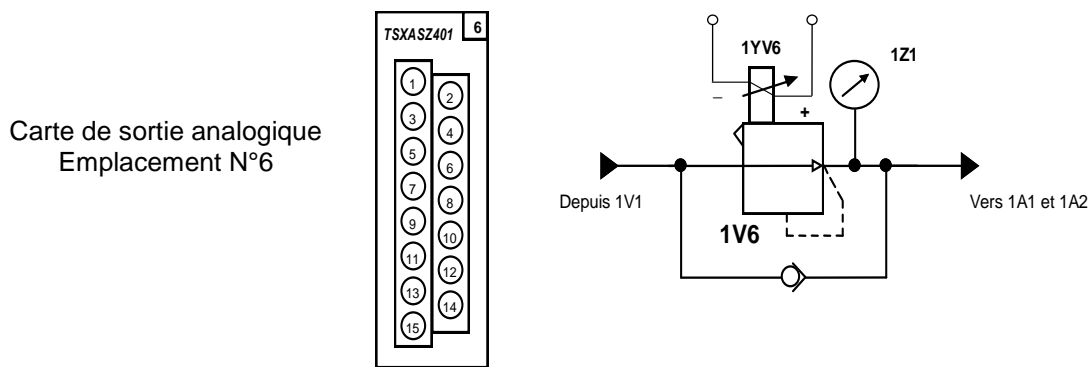 Carte de sortie analogique
Emplacement N°6
TSXASZ401 6
1
2
3
4
5
6
7
8
9
10
11
12
13
14
15
1YV6
1Z1
–
+
Depuis 1V1
Vers 1A1 et 1A2
1V6